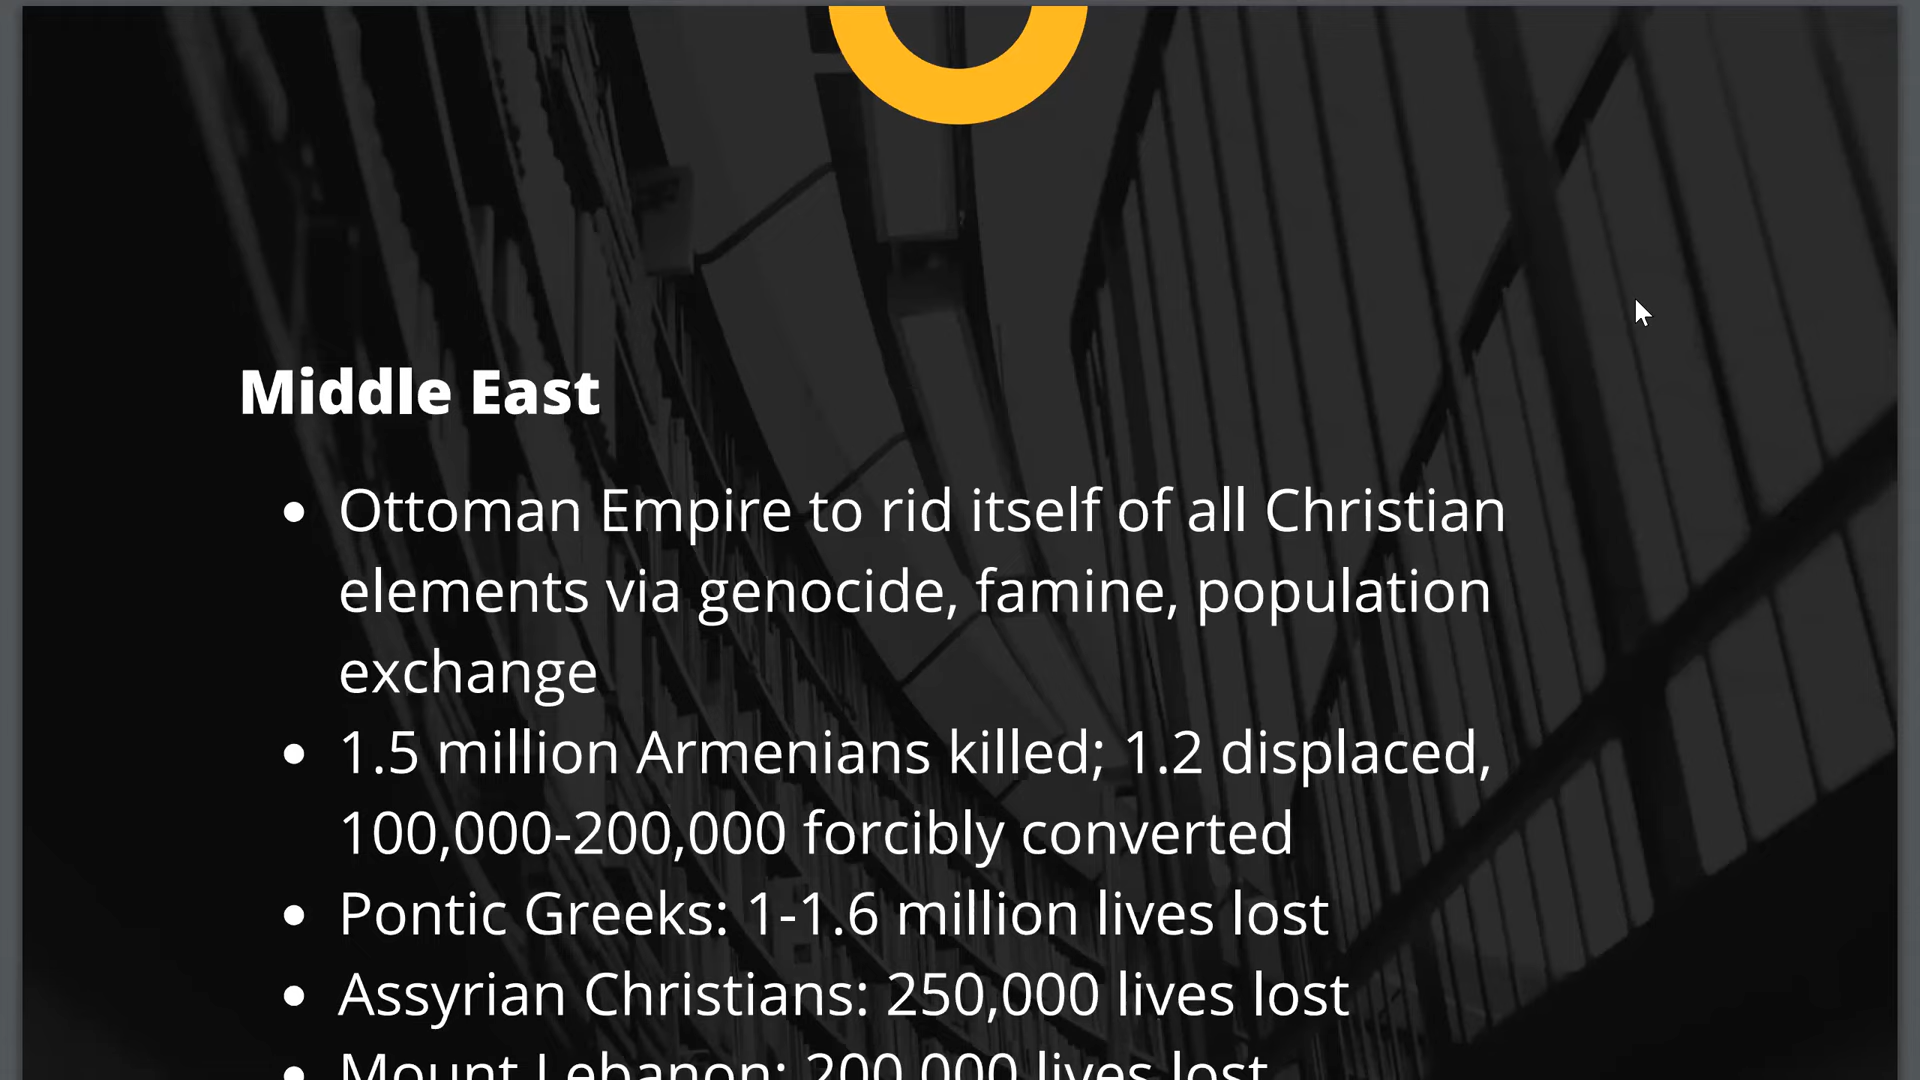 Middle East
• Ottoman Empire to rid itself of all Christian
elements via genocide, famine, population
exchange
• 1.5 million Armenians killed; 1.2 displaced,
100,000-200,000 forcibly converted
• Pontic Greeks: 1-1.6 million lives lost
• Assyrian Christians: 250,000 lives lost
• Mount Lebanon: 200,000 lives lost